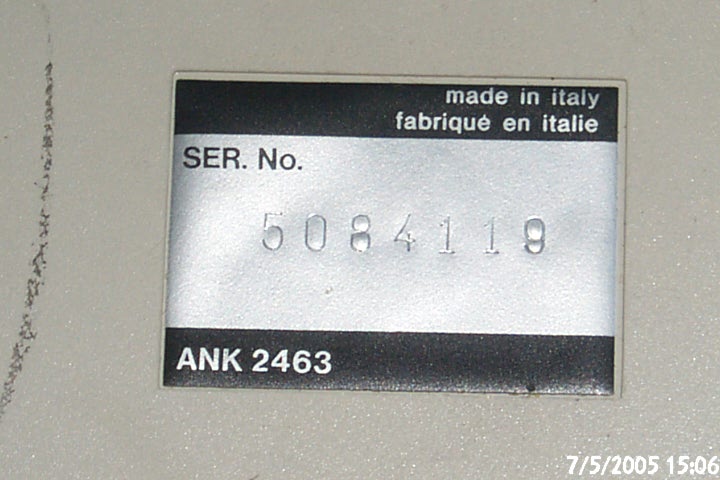 made in italy
fabriqué en italie
SER. No.
5084119
ANK 2463
7/5/2005 15:06